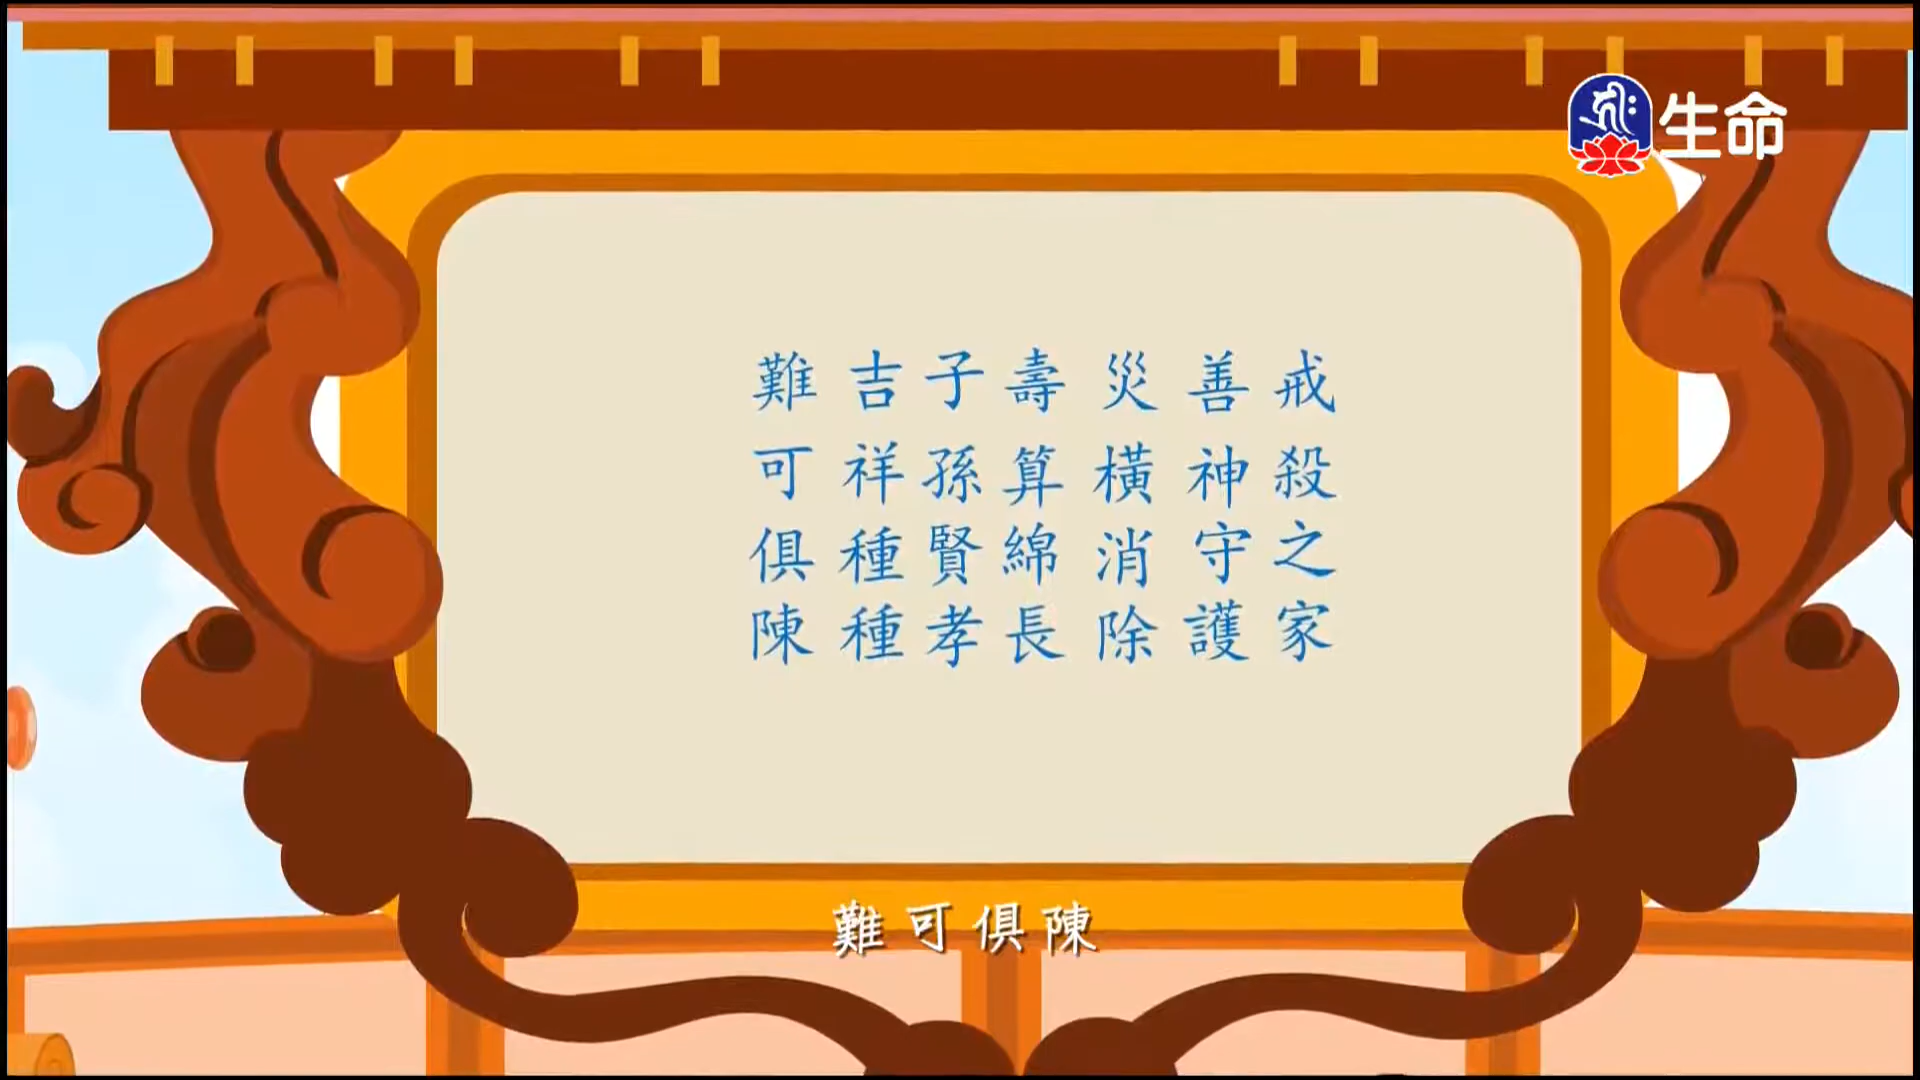 生命
戒殺之家
善神守護
災橫消除
壽算綿長
子孫賢孝
吉祥種種
難可俱陳
難可俱陳